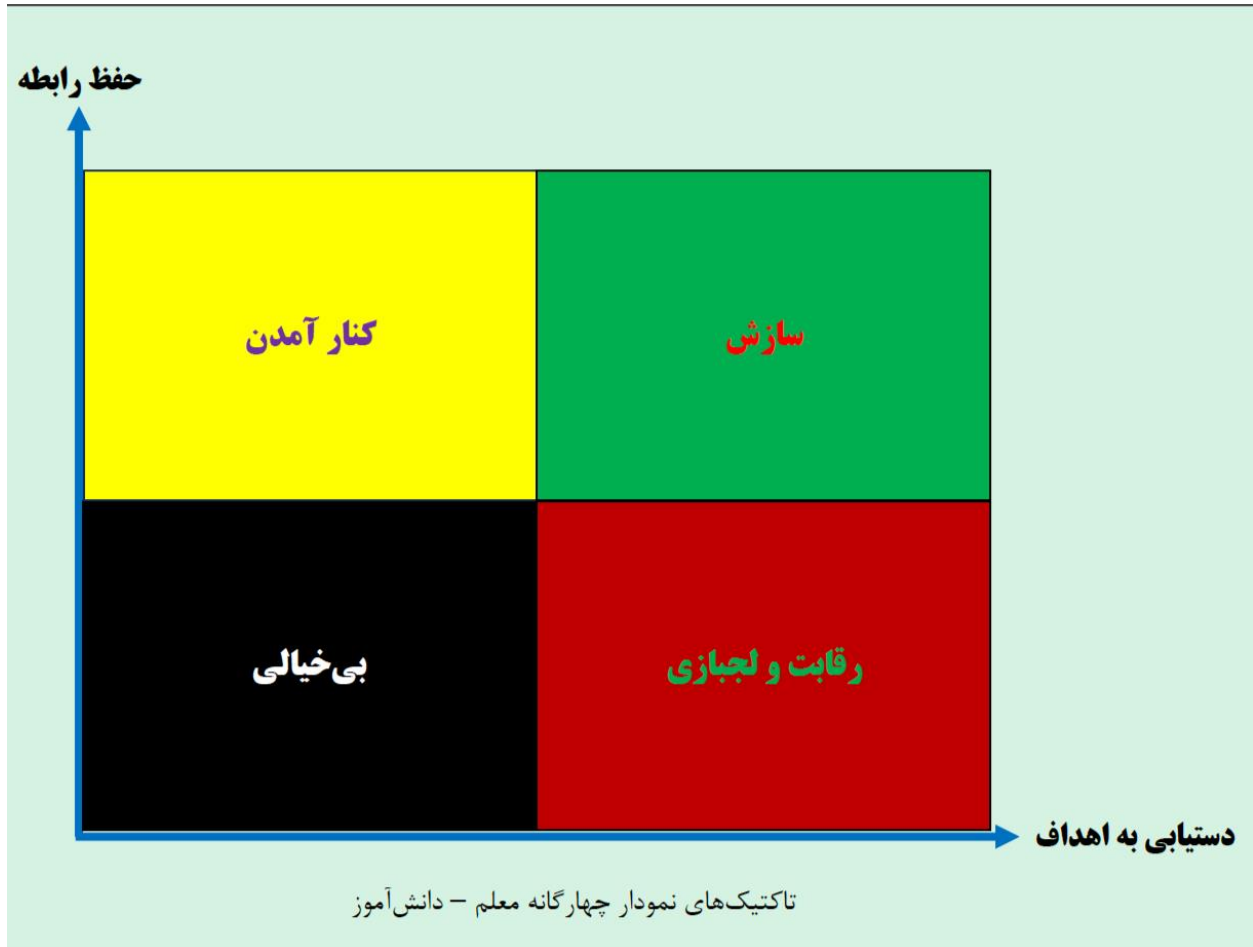 حفظ رابطه
سازش
کنار آمدن
رقابت و لجبازی
بی‌خیالی
دستیابی به اهداف
تاکتیک‌های نمودار چهارگانه معلم – دانش‌آموز